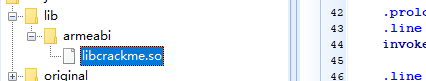 lib
armeabi
libcrackme.so
original
42 .prolo
43 .line
44 invoke
45
46 .line